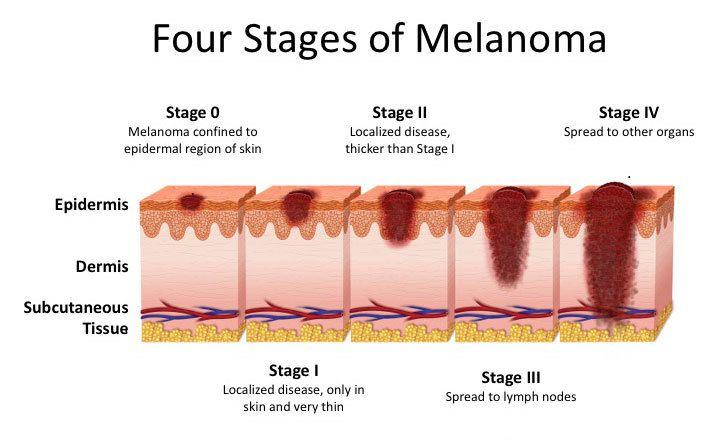 Four Stages of Melanoma
Stage 0
Melanoma confined to
epidermal region of skin
Stage II
Localized disease,
thicker than Stage I
Stage IV
Spread to other organs
Epidermis
Dermis
Subcutaneous
Tissue
Stage I
Localized disease, only in
skin and very thin
Stage III
Spread to lymph nodes